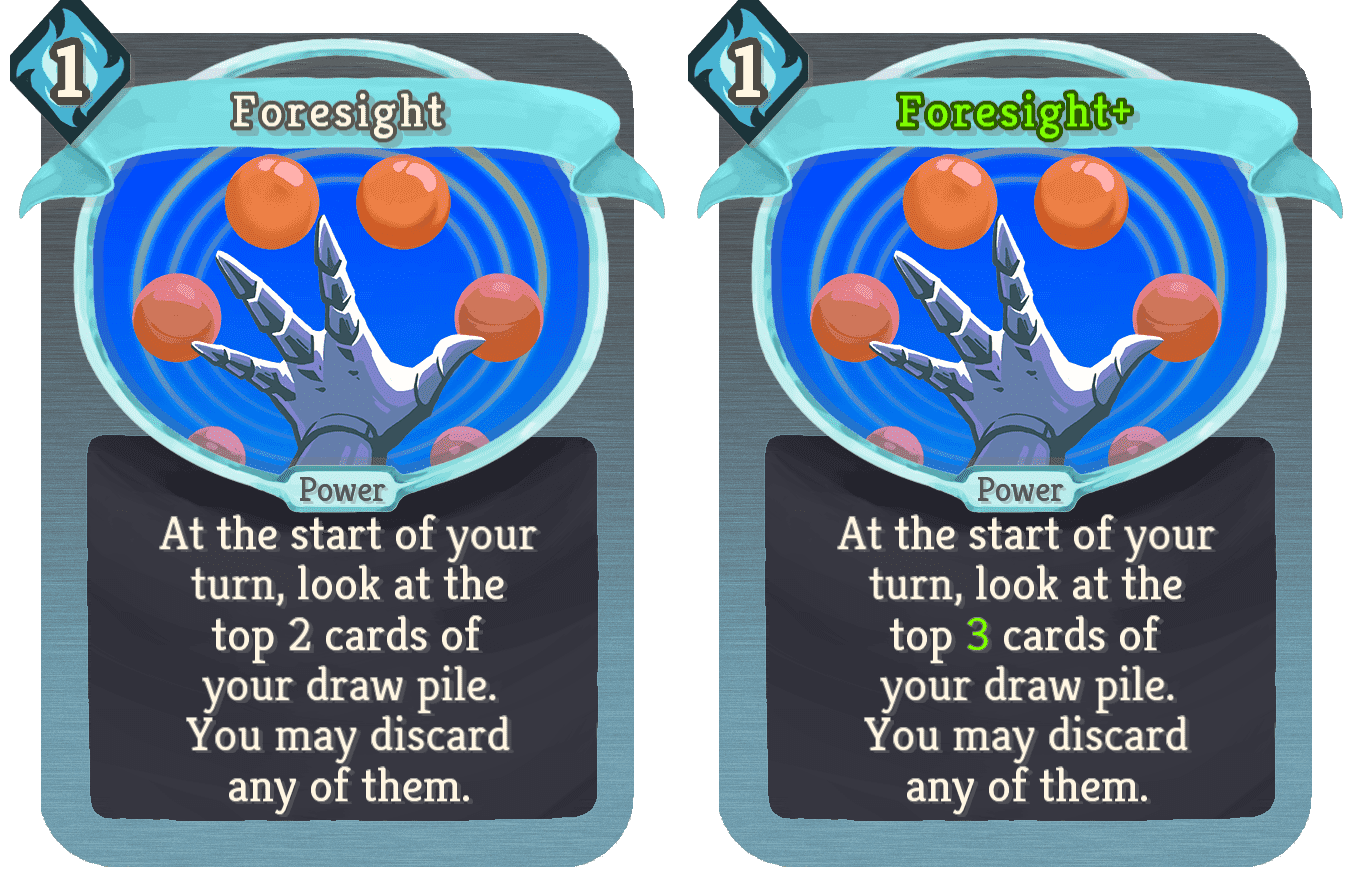 1
Foresight
Power
At the start of your
turn, look at the
top 2 cards of
your draw pile.
You may discard
any of them.
1
Foresight+
Power
At the start of your
turn, look at the
top 3 cards of
your draw pile.
You may discard
any of them.